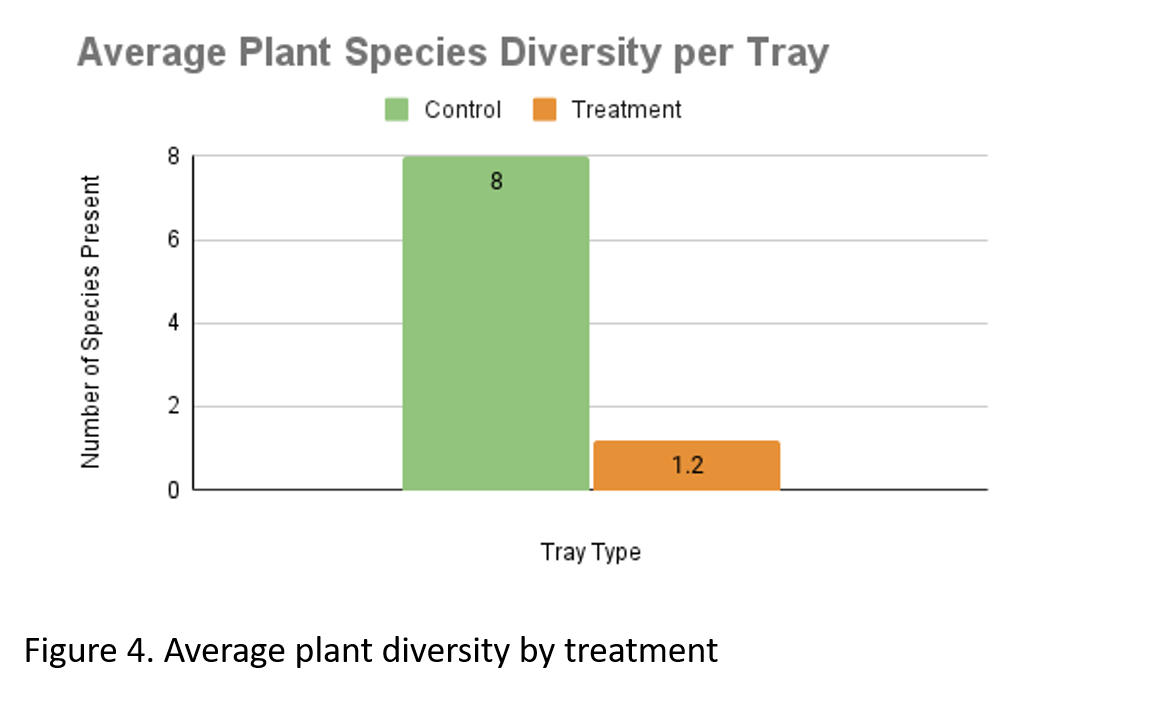 Average Plant Species Diversity per Tray
Control Treatment
Number of Species Present
8
6
4
2
0
8
1.2
Tray Type
Figure 4. Average plant diversity by treatment